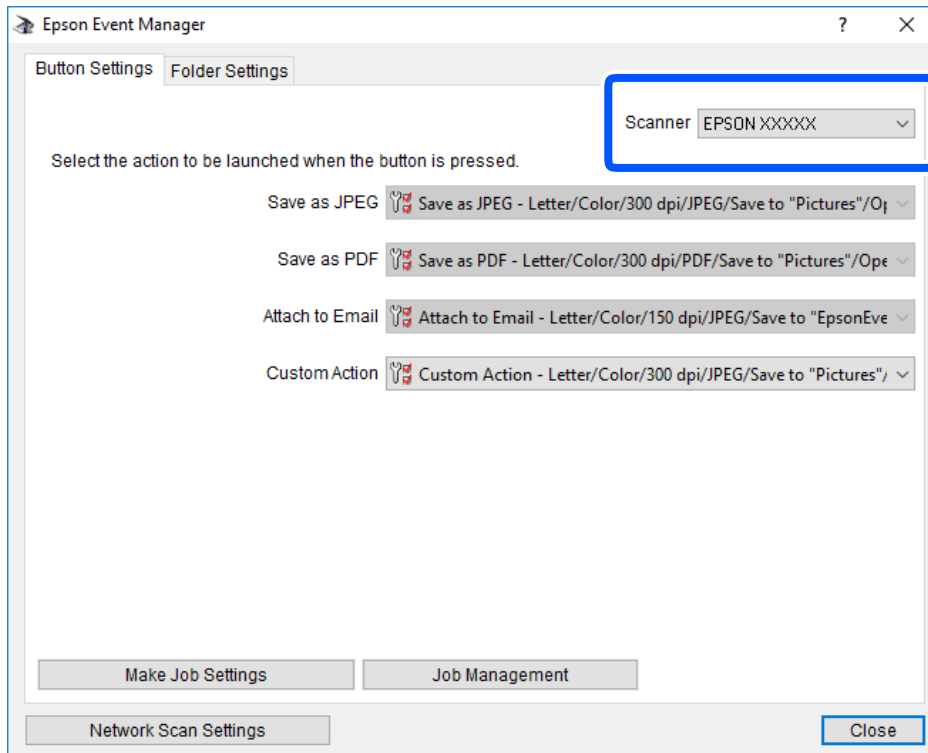 Epson Event Manager
Button Settings Folder Settings
Scanner EPSON XXXXX
Select the action to be launched when the button is pressed.
Save as JPEG Save as JPEG - Letter/Color/300 dpi/JPEG/Save to "Pictures"/Op
Save as PDF Save as PDF - Letter/Color/300 dpi/PDF/Save to "Pictures"/Ope
Attach to Email Attach to Email - Letter/Color/150 dpi/JPEG/Save to "EpsonEve
Custom Action Custom Action - Letter/Color/300 dpi/JPEG/Save to "Pictures"/
Make Job Settings Job Management
Network Scan Settings Close